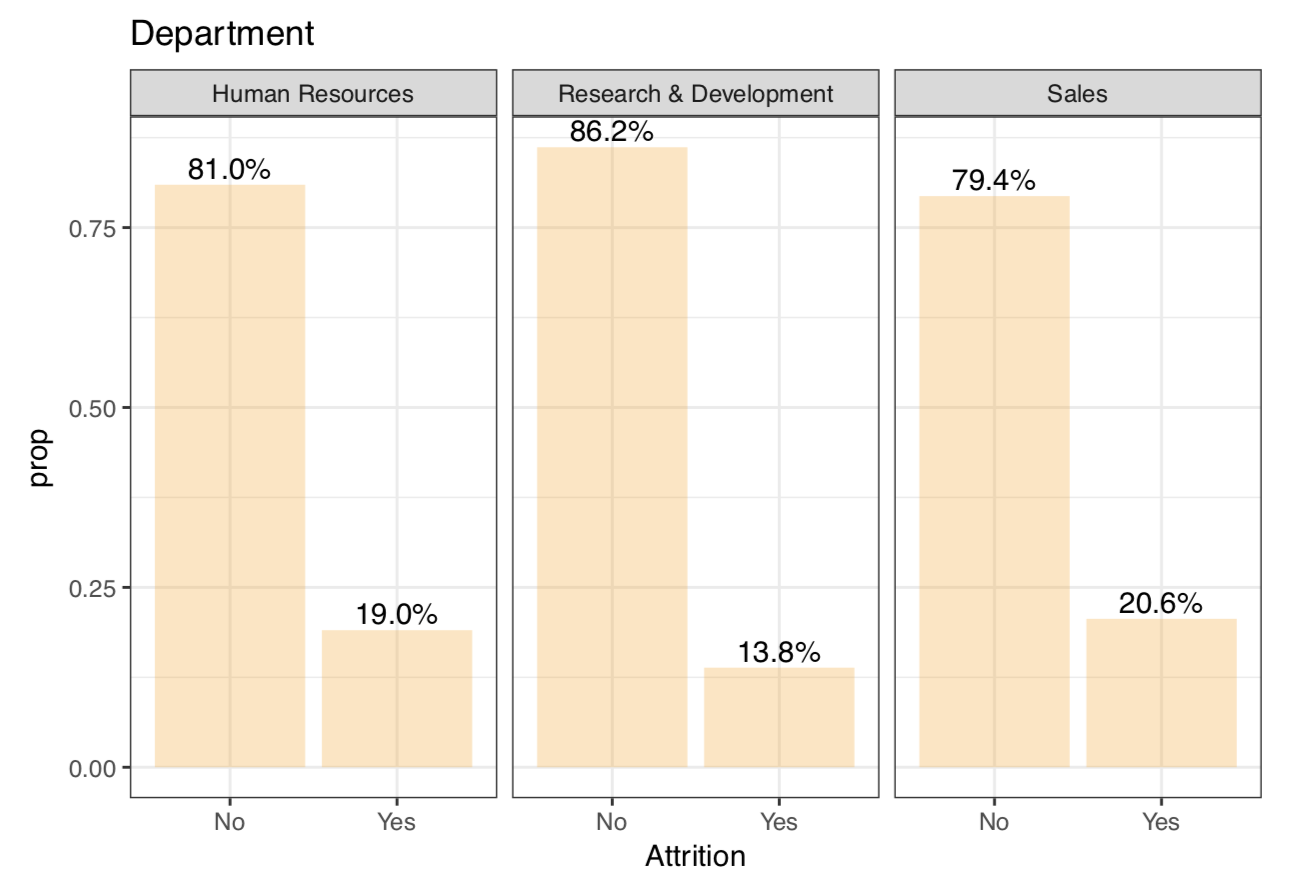 Department
Human Resources
Research & Development
Sales
81.0%
19.0%
86.2%
13.8%
79.4%
20.6%
0.75
0.50
0.25
0.00
prop
No
Yes
No
Yes
No
Yes
Attrition